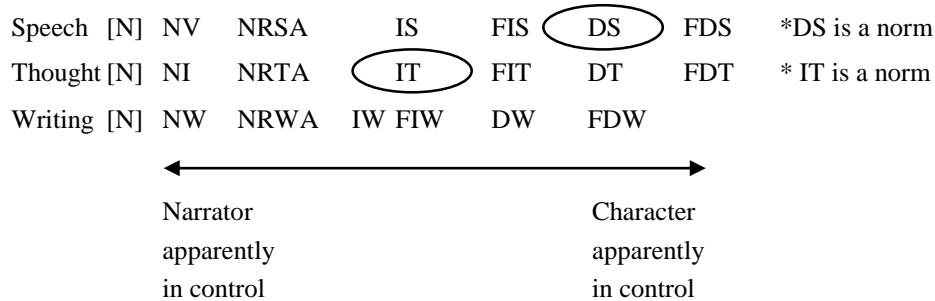 Speech [N] NV NRSA IS FIS DS FDS *DS is a norm
Thought [N] NI NRTA IT FIT DT FDT * IT is a norm
Writing [N] NW NRWA IW FIW DW FDW
Narrator Character
apparently apparently
in control in control